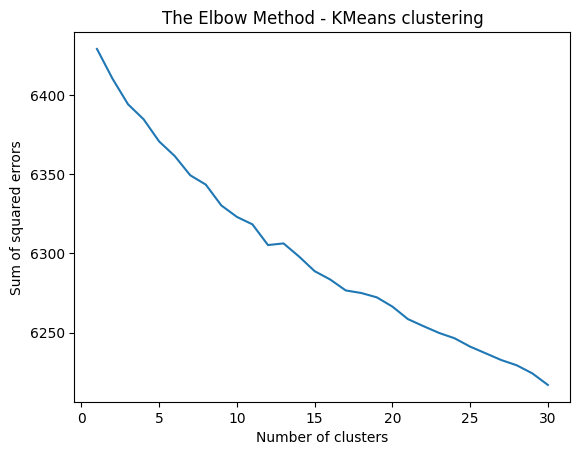 The Elbow Method - KMeans clustering
Sum of squared errors
6400
6350
6300
6250
0 5 10 15 20 25 30
Number of clusters